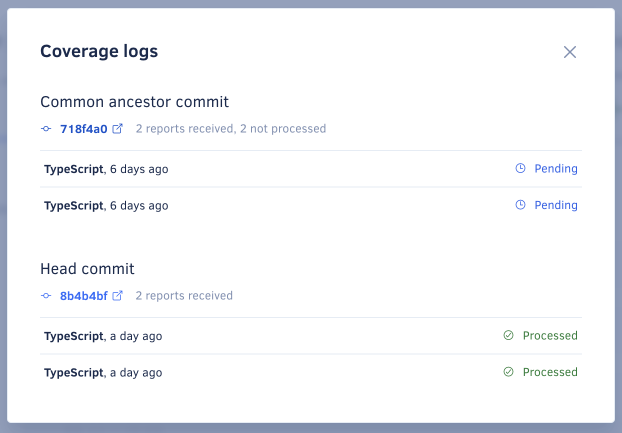 Coverage logs
Common ancestor commit
718f4a0 2 reports received, 2 not processed
TypeScript, 6 days ago Pending
TypeScript, 6 days ago Pending
Head commit
8b4b4bf 2 reports received
TypeScript, a day ago Processed
TypeScript, a day ago Processed